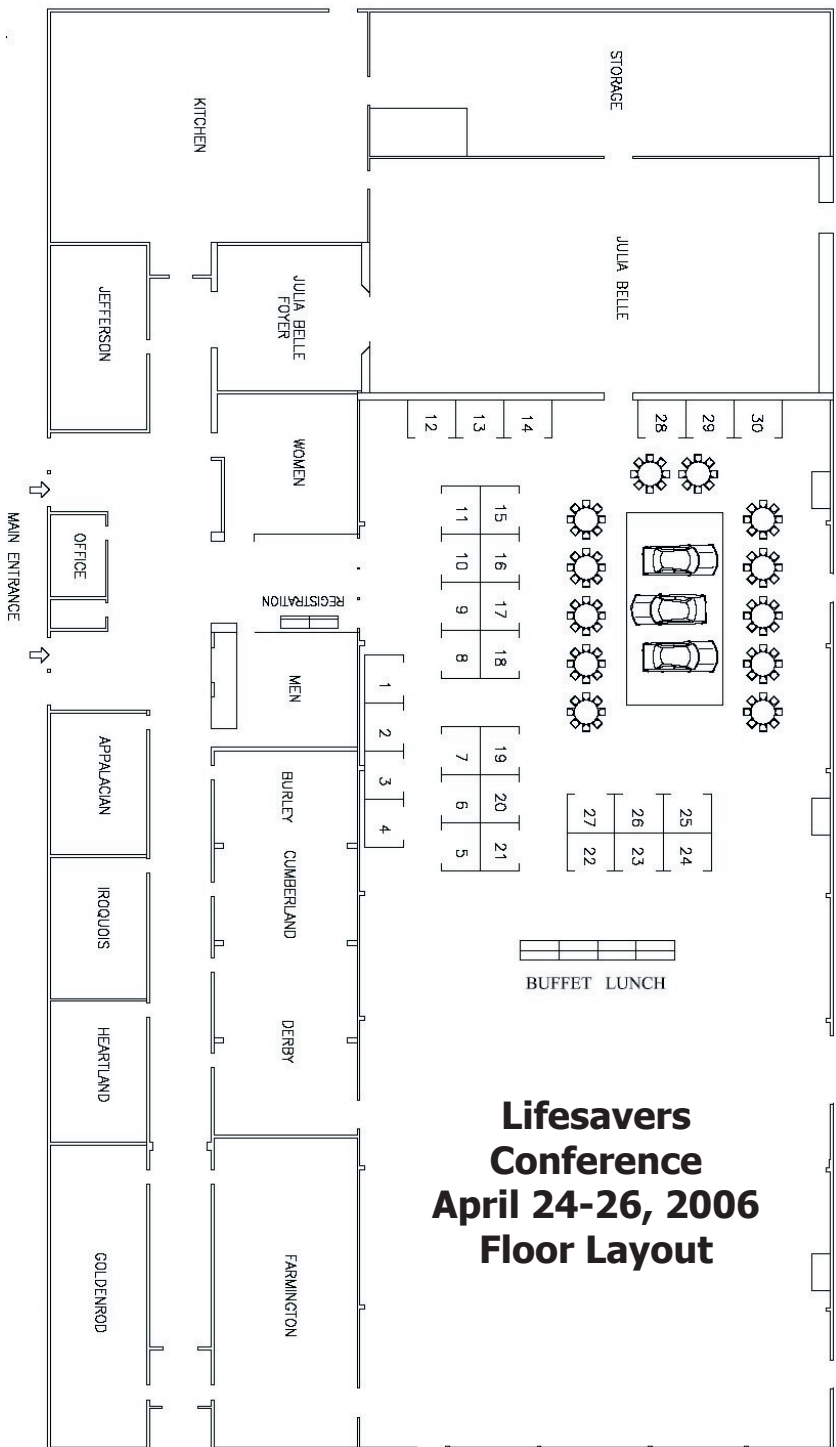 STORAGE
KITCHEN
JULIA BELLE
JULIA BELLE
FOYER
JEFFERSON
12
13
14
28
29
30
WOMEN
MAIN ENTRANCE
OFFICE
REGISTRATION
11
15
10
16
9
17
8
18
MEN
1
2
3
4
7
19
6
20
5
21
27
26
25
22
23
24
APPALACIAN
BURLEY
CUMBERLAND
DERBY
IROQUOIS
HEARTLAND
BUFFET LUNCH
Lifesavers
Conference
April 24-26, 2006
Floor Layout
GOLDENROD
FARMINGTON